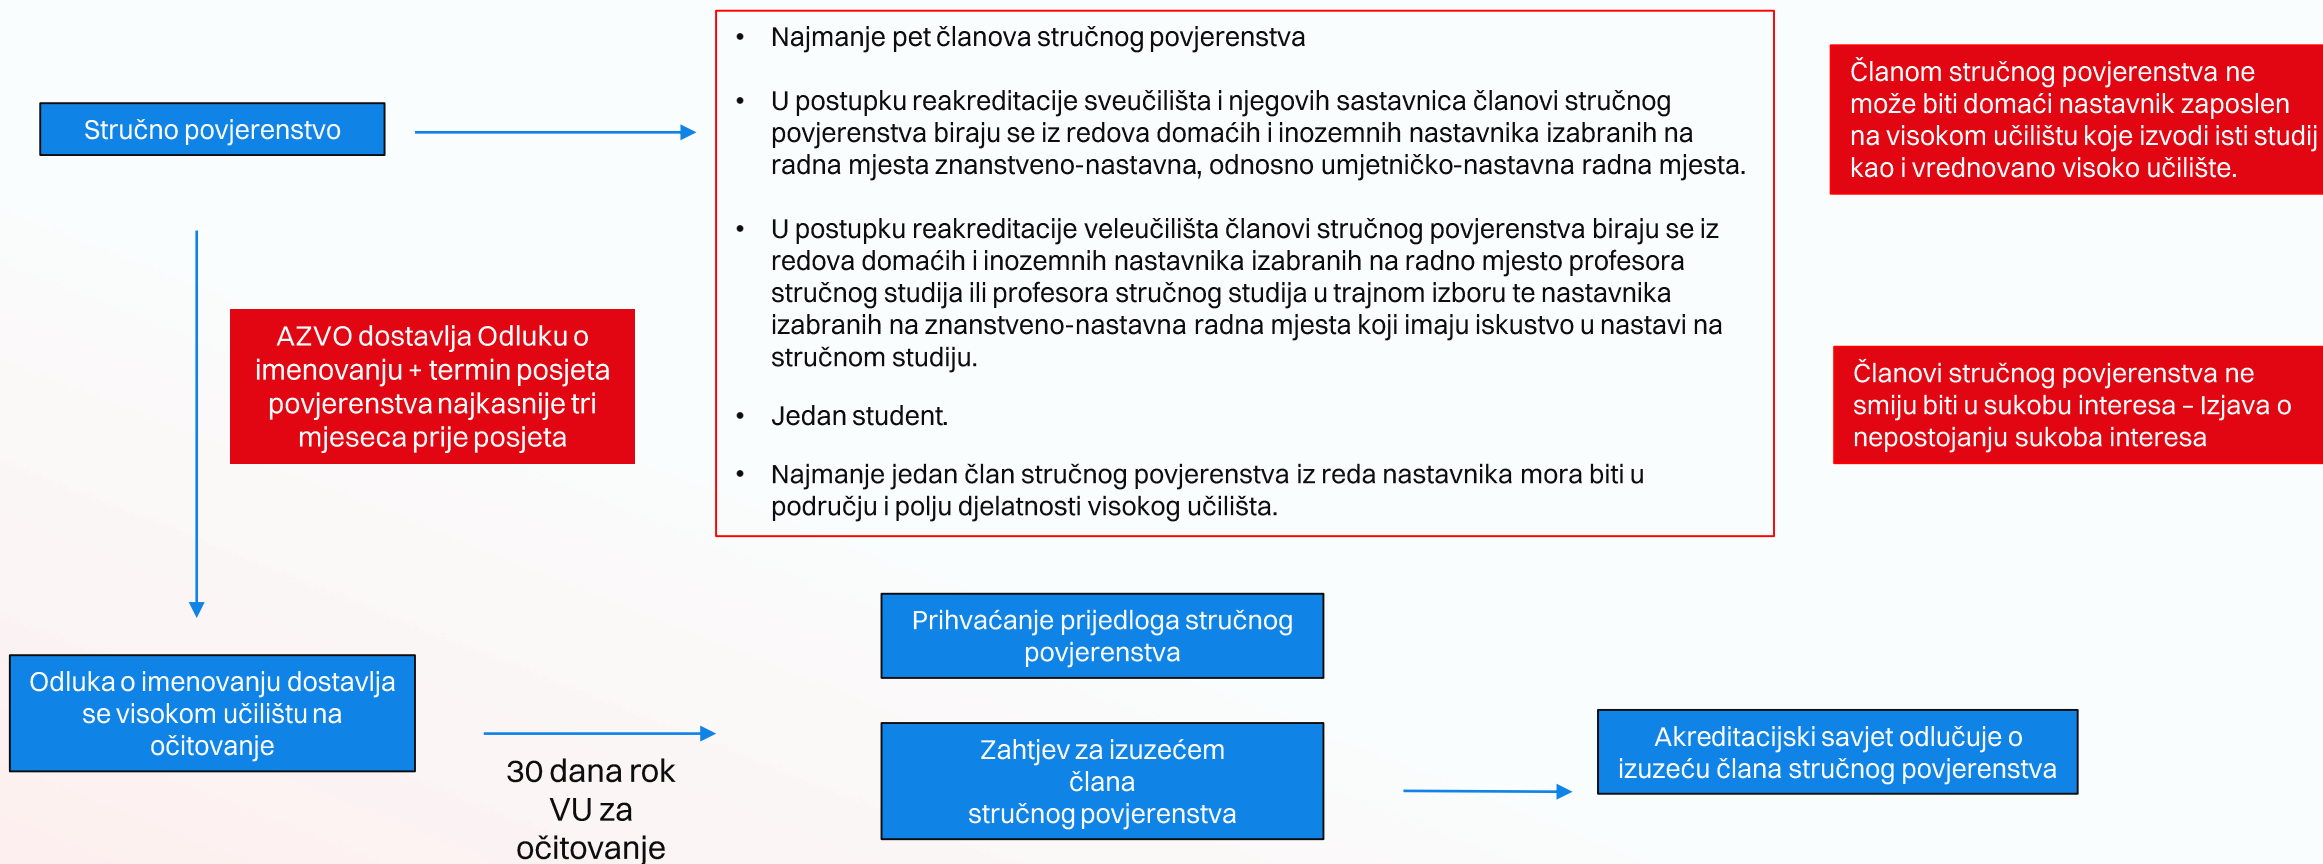 Stručno povjerenstvo
• Najmanje pet članova stručnog povjerenstva
• U postupku reakreditacije sveučilišta i njegovih sastavnica članovi stručnog
povjerenstva biraju se iz redova domaćih i inozemnih nastavnika izabranih na
radna mjesta znanstveno-nastavna, odnosno umjetničko-nastavna radna mjesta.
• U postupku reakreditacije veleučilišta članovi stručnog povjerenstva biraju se iz
redova domaćih i inozemnih nastavnika izabranih na radno mjesto profesora
stručnog studija ili profesora stručnog studija u trajnom izboru te nastavnika
izabranih na znanstveno-nastavna radna mjesta koji imaju iskustvo u nastavi na
stručnom studiju.
• Jedan student.
• Najmanje jedan član stručnog povjerenstva iz reda nastavnika mora biti u
području i polju djelatnosti visokog učilišta.
Članom stručnog povjerenstva ne
može biti domaći nastavnik zaposlen
na visokom učilištu koje izvodi isti studij
kao i vrednovano visoko učilište.
Članovi stručnog povjerenstva ne
smiju biti u sukobu interesa – Izjava o
nepostojanju sukoba interesa
AZVO dostavlja Odluku o
imenovanju + termin posjeta
povjerenstva najkasnije tri
mjeseca prije posjeta
Odluka o imenovanju dostavlja
se visokom učilištu na
očitovanje
30 dana rok
VU za
očitovanje
Prihvaćanje prijedloga stručnog
povjerenstva
Zahtjev za izuzećem
člana
stručnog povjerenstva
Akreditacijski savjet odlučuje o
izuzeću člana stručnog povjerenstva